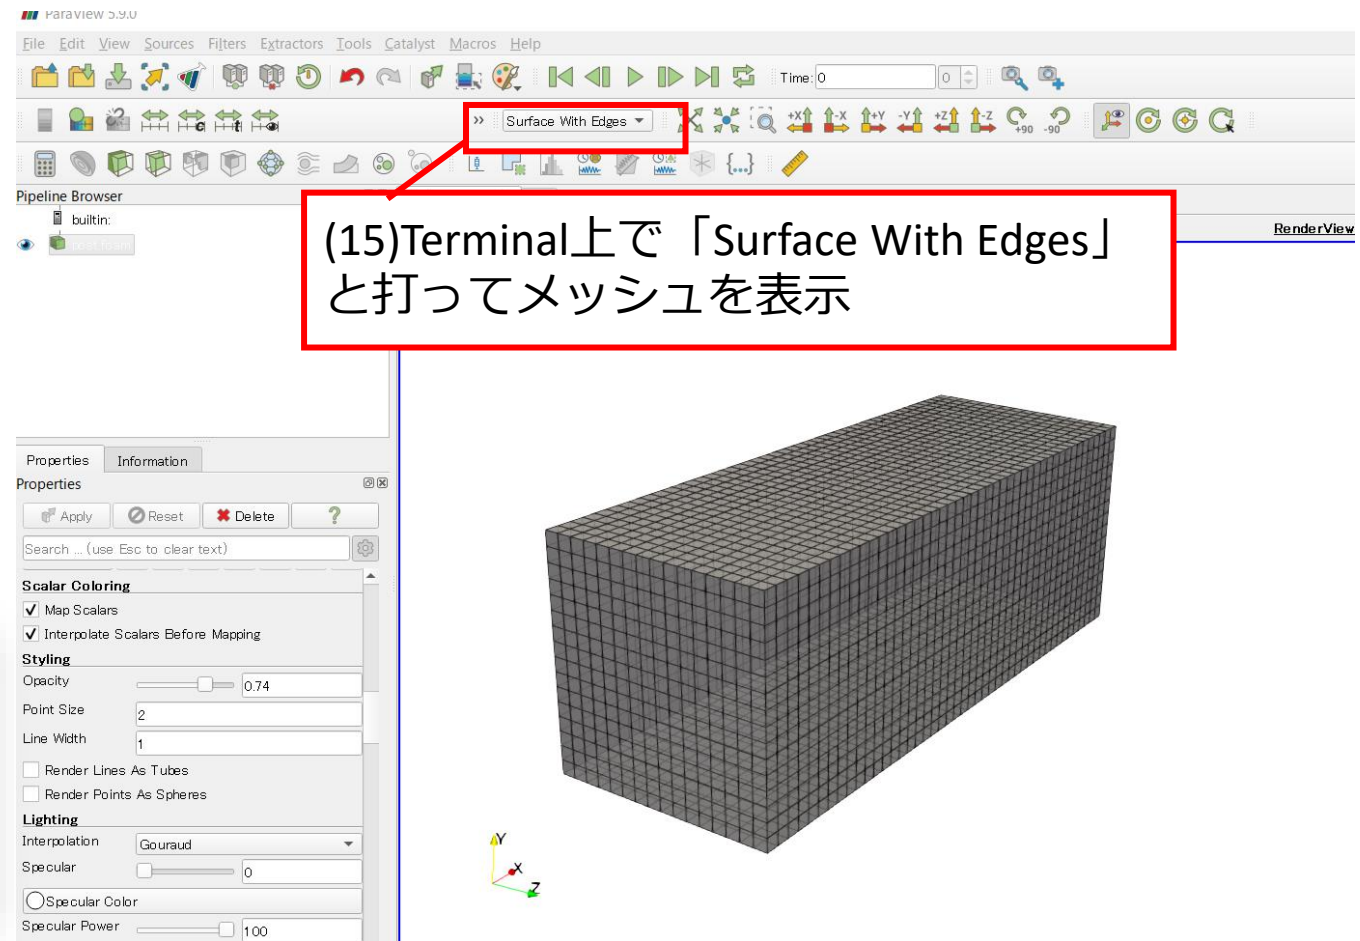 ParaView 5.9.0
File Edit View Sources Filters Extractors Tools Catalyst Macros Help
Time: 0 0
Surface With Edges
+X -X +Y -Y +Z -Z +90 -90
Pipeline Browser
builtin:
(15)Terminal上で「Surface With Edges」
と打ってメッシュを表示
RenderView
Properties Information
Properties
Apply Reset Delete ?
Search ... (use Esc to clear text)
Scalar Coloring
Map Scalars
Interpolate Scalars Before Mapping
Styling
Opacity 0.74
Point Size 2
Line Width 1
Render Lines As Tubes
Render Points As Spheres
Lighting
Interpolation Gouraud
Specular 0
Specular Color
Specular Power 100
Y
X
Z